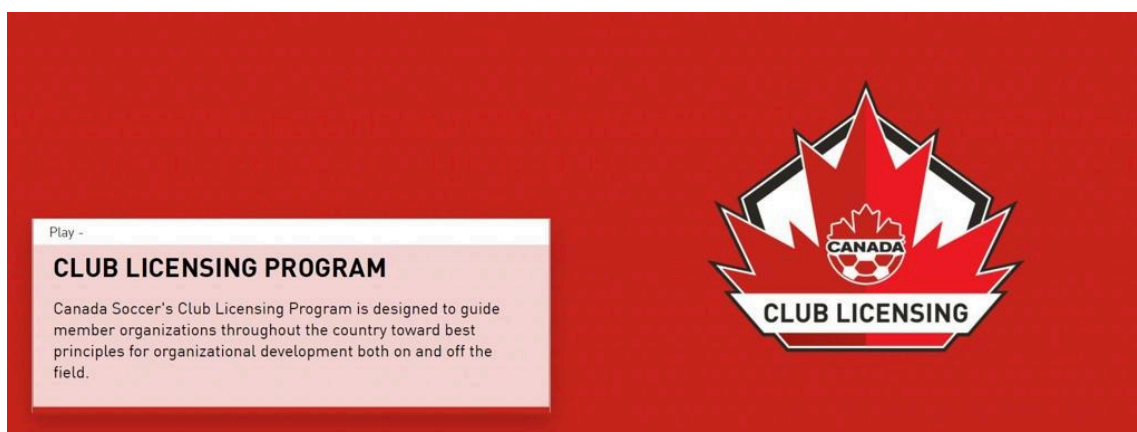 Play -
CLUB LICENSING PROGRAM
Canada Soccer's Club Licensing Program is designed to guide
member organizations throughout the country toward best
principles for organizational development both on and off the
field.
CANADA
CLUB LICENSING